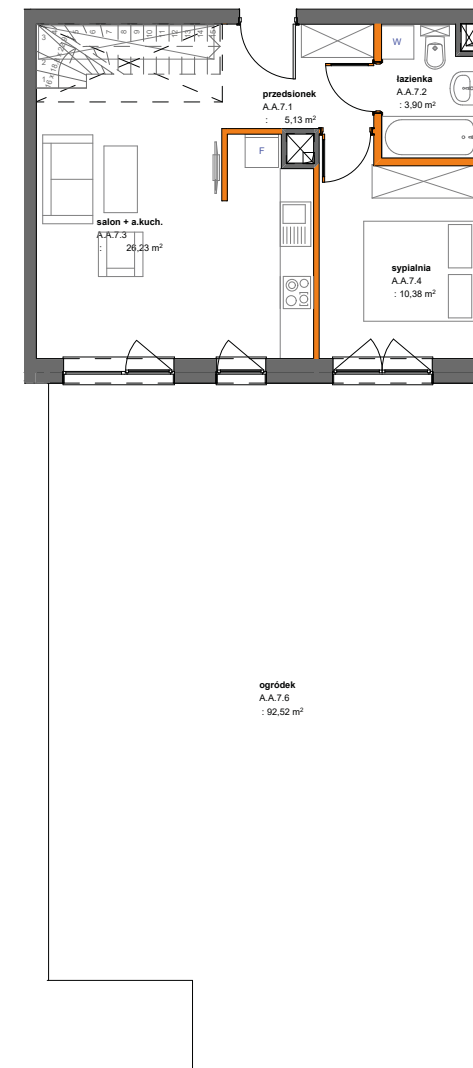 W
łazienka
A.A.7.2
: 3,90 m²
przedsionek
A.A.7.1
: 5,13 m²
F
salon + a.kuch.
A.A.7.3
: 26,23 m²
sypialnia
A.A.7.4
: 10,38 m²
ogródek
A.A.7.6
: 92,52 m²